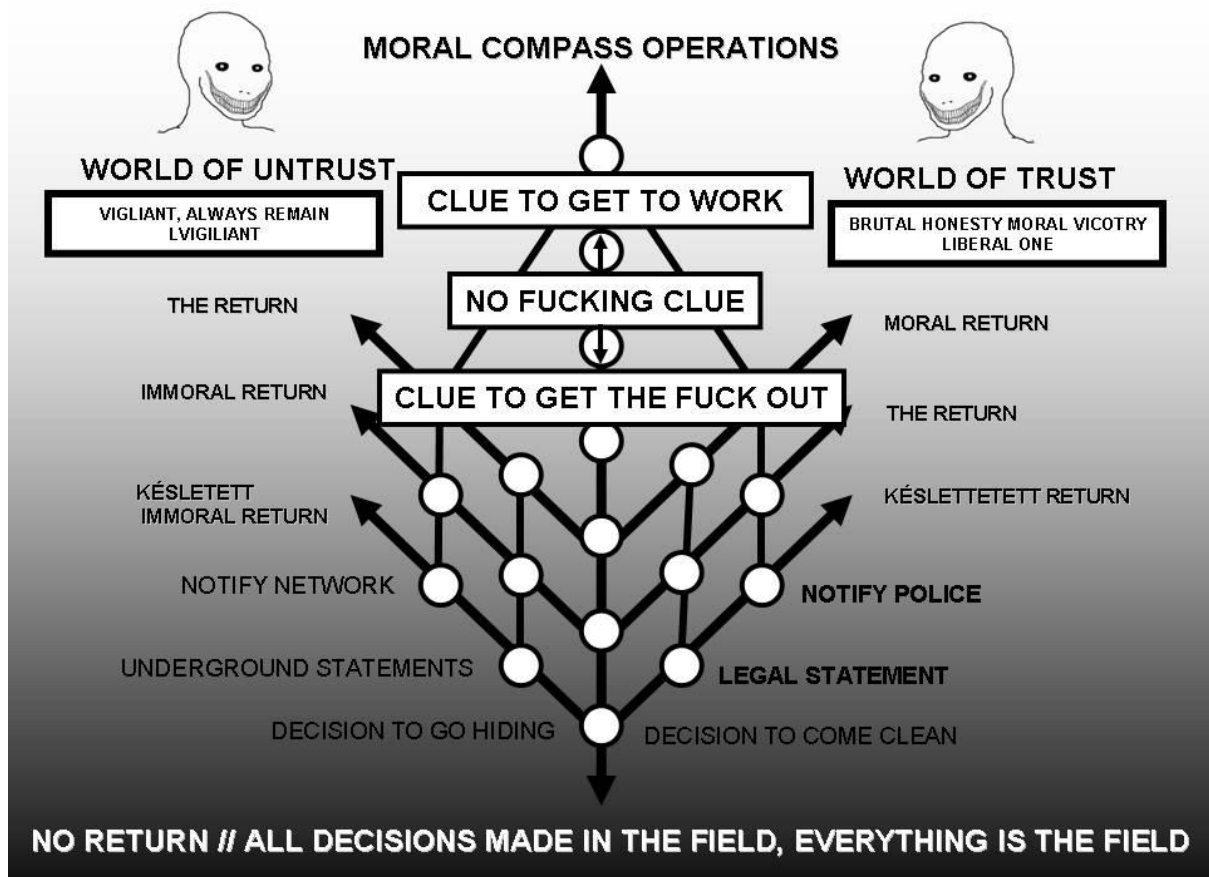 MORAL COMPASS OPERATIONS
WORLD OF UNTRUST
VIGLIANT, ALWAYS REMAIN
LVIGILIANT
WORLD OF TRUST
BRUTAL HONESTY MORAL VICOTRY
LIBERAL ONE
CLUE TO GET TO WORK
NO FUCKING CLUE
CLUE TO GET THE FUCK OUT
THE RETURN
IMMORAL RETURN
KÉSLETETT
IMMORAL RETURN
MORAL RETURN
THE RETURN
KÉSLETTETETT RETURN
NOTIFY NETWORK
NOTIFY POLICE
UNDERGROUND STATEMENTS
LEGAL STATEMENT
DECISION TO GO HIDING
DECISION TO COME CLEAN
NO RETURN // ALL DECISIONS MADE IN THE FIELD, EVERYTHING IS THE FIELD